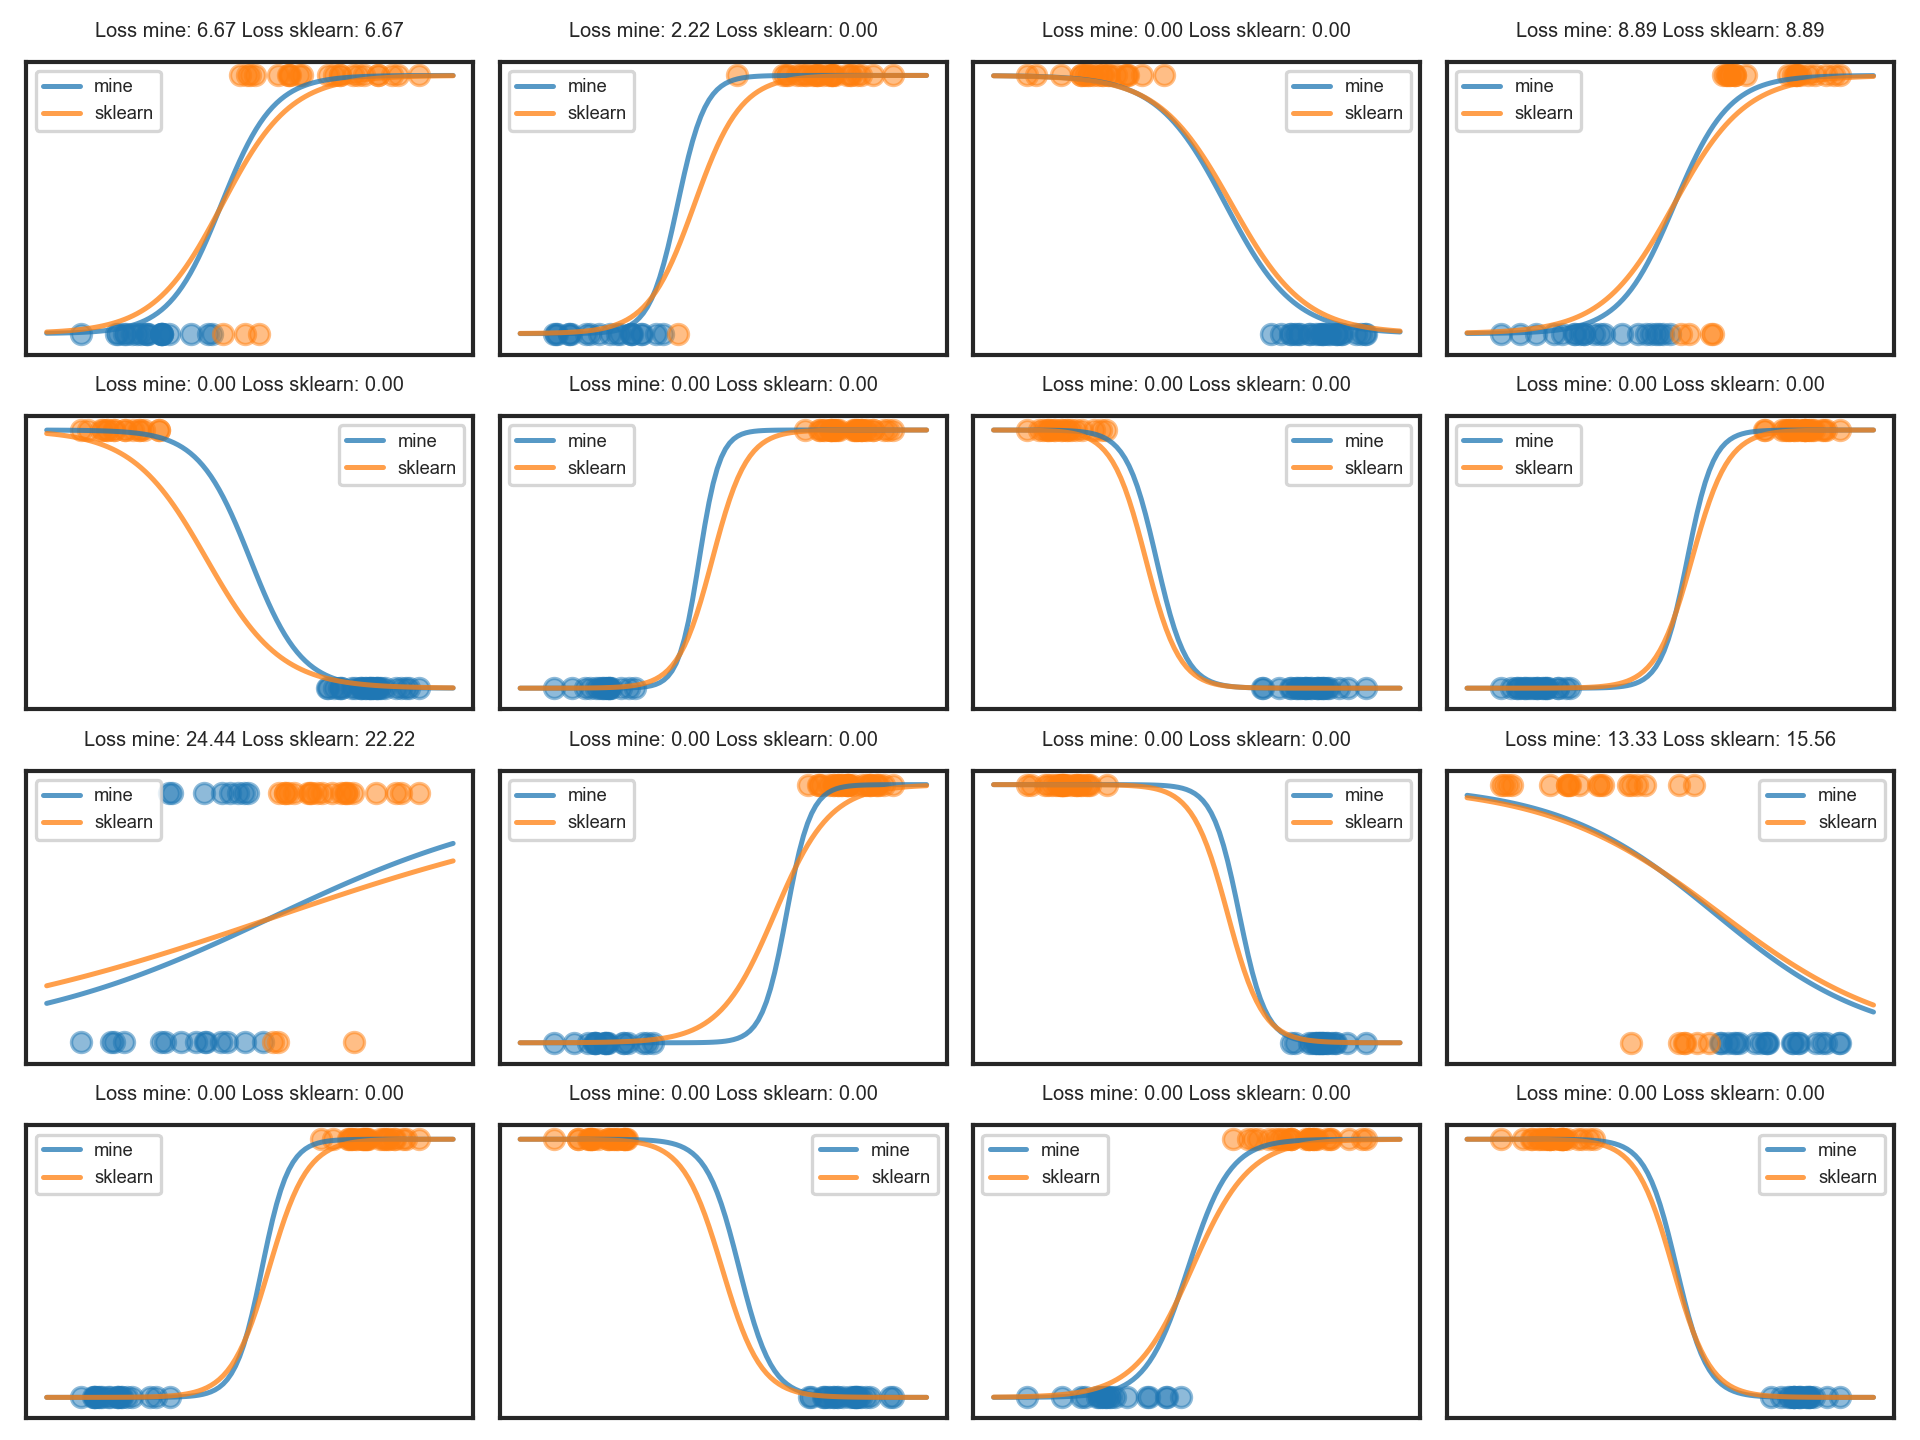 Loss mine: 6.67 Loss sklearn: 6.67
mine
sklearn
Loss mine: 2.22 Loss sklearn: 0.00
mine
sklearn
Loss mine: 0.00 Loss sklearn: 0.00
mine
sklearn
Loss mine: 8.89 Loss sklearn: 8.89
mine
sklearn
Loss mine: 0.00 Loss sklearn: 0.00
mine
sklearn
Loss mine: 0.00 Loss sklearn: 0.00
mine
sklearn
Loss mine: 0.00 Loss sklearn: 0.00
mine
sklearn
Loss mine: 0.00 Loss sklearn: 0.00
mine
sklearn
Loss mine: 24.44 Loss sklearn: 22.22
mine
sklearn
Loss mine: 0.00 Loss sklearn: 0.00
mine
sklearn
Loss mine: 0.00 Loss sklearn: 0.00
mine
sklearn
Loss mine: 13.33 Loss sklearn: 15.56
mine
sklearn
Loss mine: 0.00 Loss sklearn: 0.00
mine
sklearn
Loss mine: 0.00 Loss sklearn: 0.00
mine
sklearn
Loss mine: 0.00 Loss sklearn: 0.00
mine
sklearn
Loss mine: 0.00 Loss sklearn: 0.00
mine
sklearn